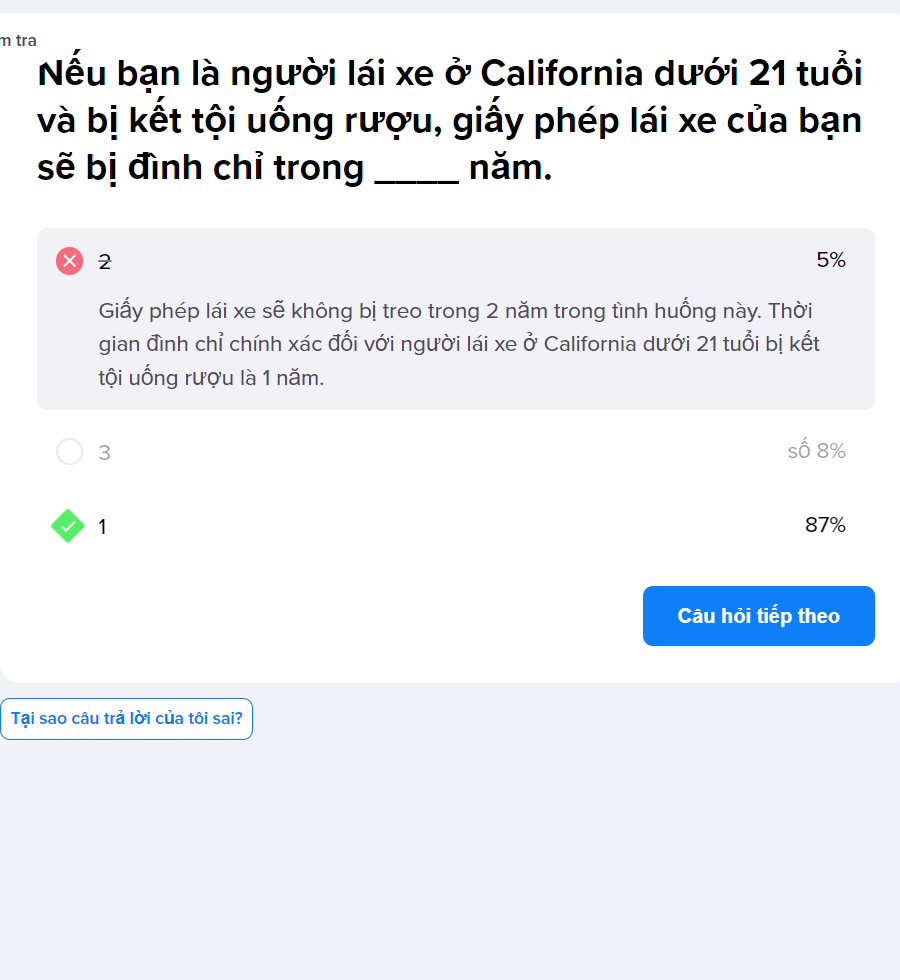 m tra
Nếu bạn là người lái xe ở California dưới 21 tuổi
và bị kết tội uống rượu, giấy phép lái xe của bạn
sẽ bị đình chỉ trong ____ năm.
2 5%
Giấy phép lái xe sẽ không bị treo trong 2 năm trong tình huống này. Thời
gian đình chỉ chính xác đối với người lái xe ở California dưới 21 tuổi bị kết
tội uống rượu là 1 năm.
3 số 8%
1 87%
Câu hỏi tiếp theo
Tại sao câu trả lời của tôi sai?